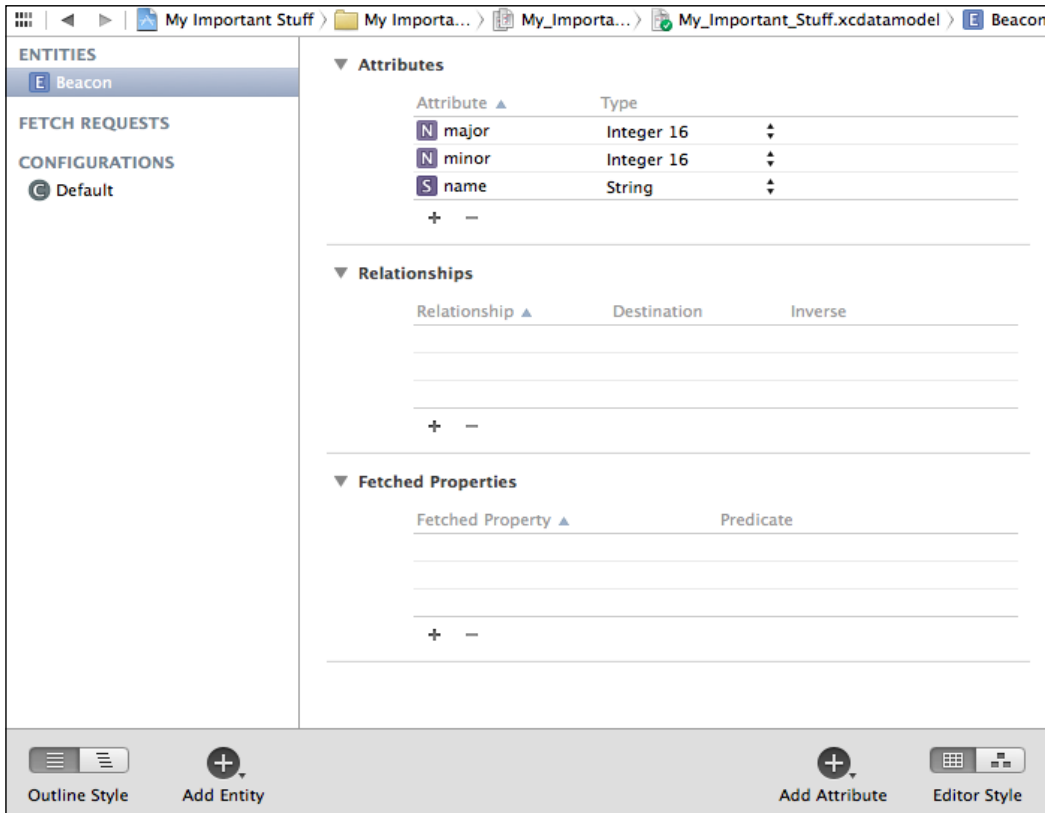 My Important Stuff My Importa... My_Importa... My_Important_Stuff.xcdatamodel E Beacon
ENTITIES
E Beacon
FETCH REQUESTS
CONFIGURATIONS
C Default
Attributes
Attribute Type
N major Integer 16
N minor Integer 16
S name String
+ −
Relationships
Relationship Destination Inverse
+ −
Fetched Properties
Fetched Property Predicate
+ −
Outline Style Add Entity Add Attribute Editor Style